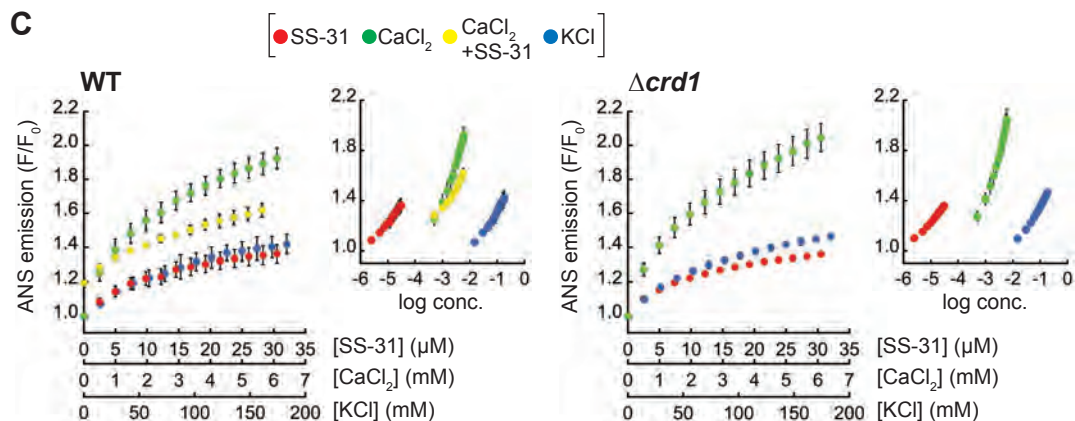 C
SS-31 CaCl₂ CaCl₂ +SS-31 KCl
WT
ANS emission (F/F₀)
2.2
2.0
1.8
1.6
1.4
1.2
1.0
0 5 10 15 20 25 30 35
0 1 2 3 4 5 6 7
0 50 100 150 200
2.2
1.8
1.4
1.0
-6 -5 -4 -3 -2 -1 0
log conc.
[SS-31] (µM)
[CaCl₂] (mM)
[KCl] (mM)
Δcrd1
ANS emission (F/F₀)
2.2
2.0
1.8
1.6
1.4
1.2
1.0
0 5 10 15 20 25 30 35
0 1 2 3 4 5 6 7
0 50 100 150 200
2.2
1.8
1.4
1.0
-6 -5 -4 -3 -2 -1 0
log conc.
[SS-31] (µM)
[CaCl₂] (mM)
[KCl] (mM)